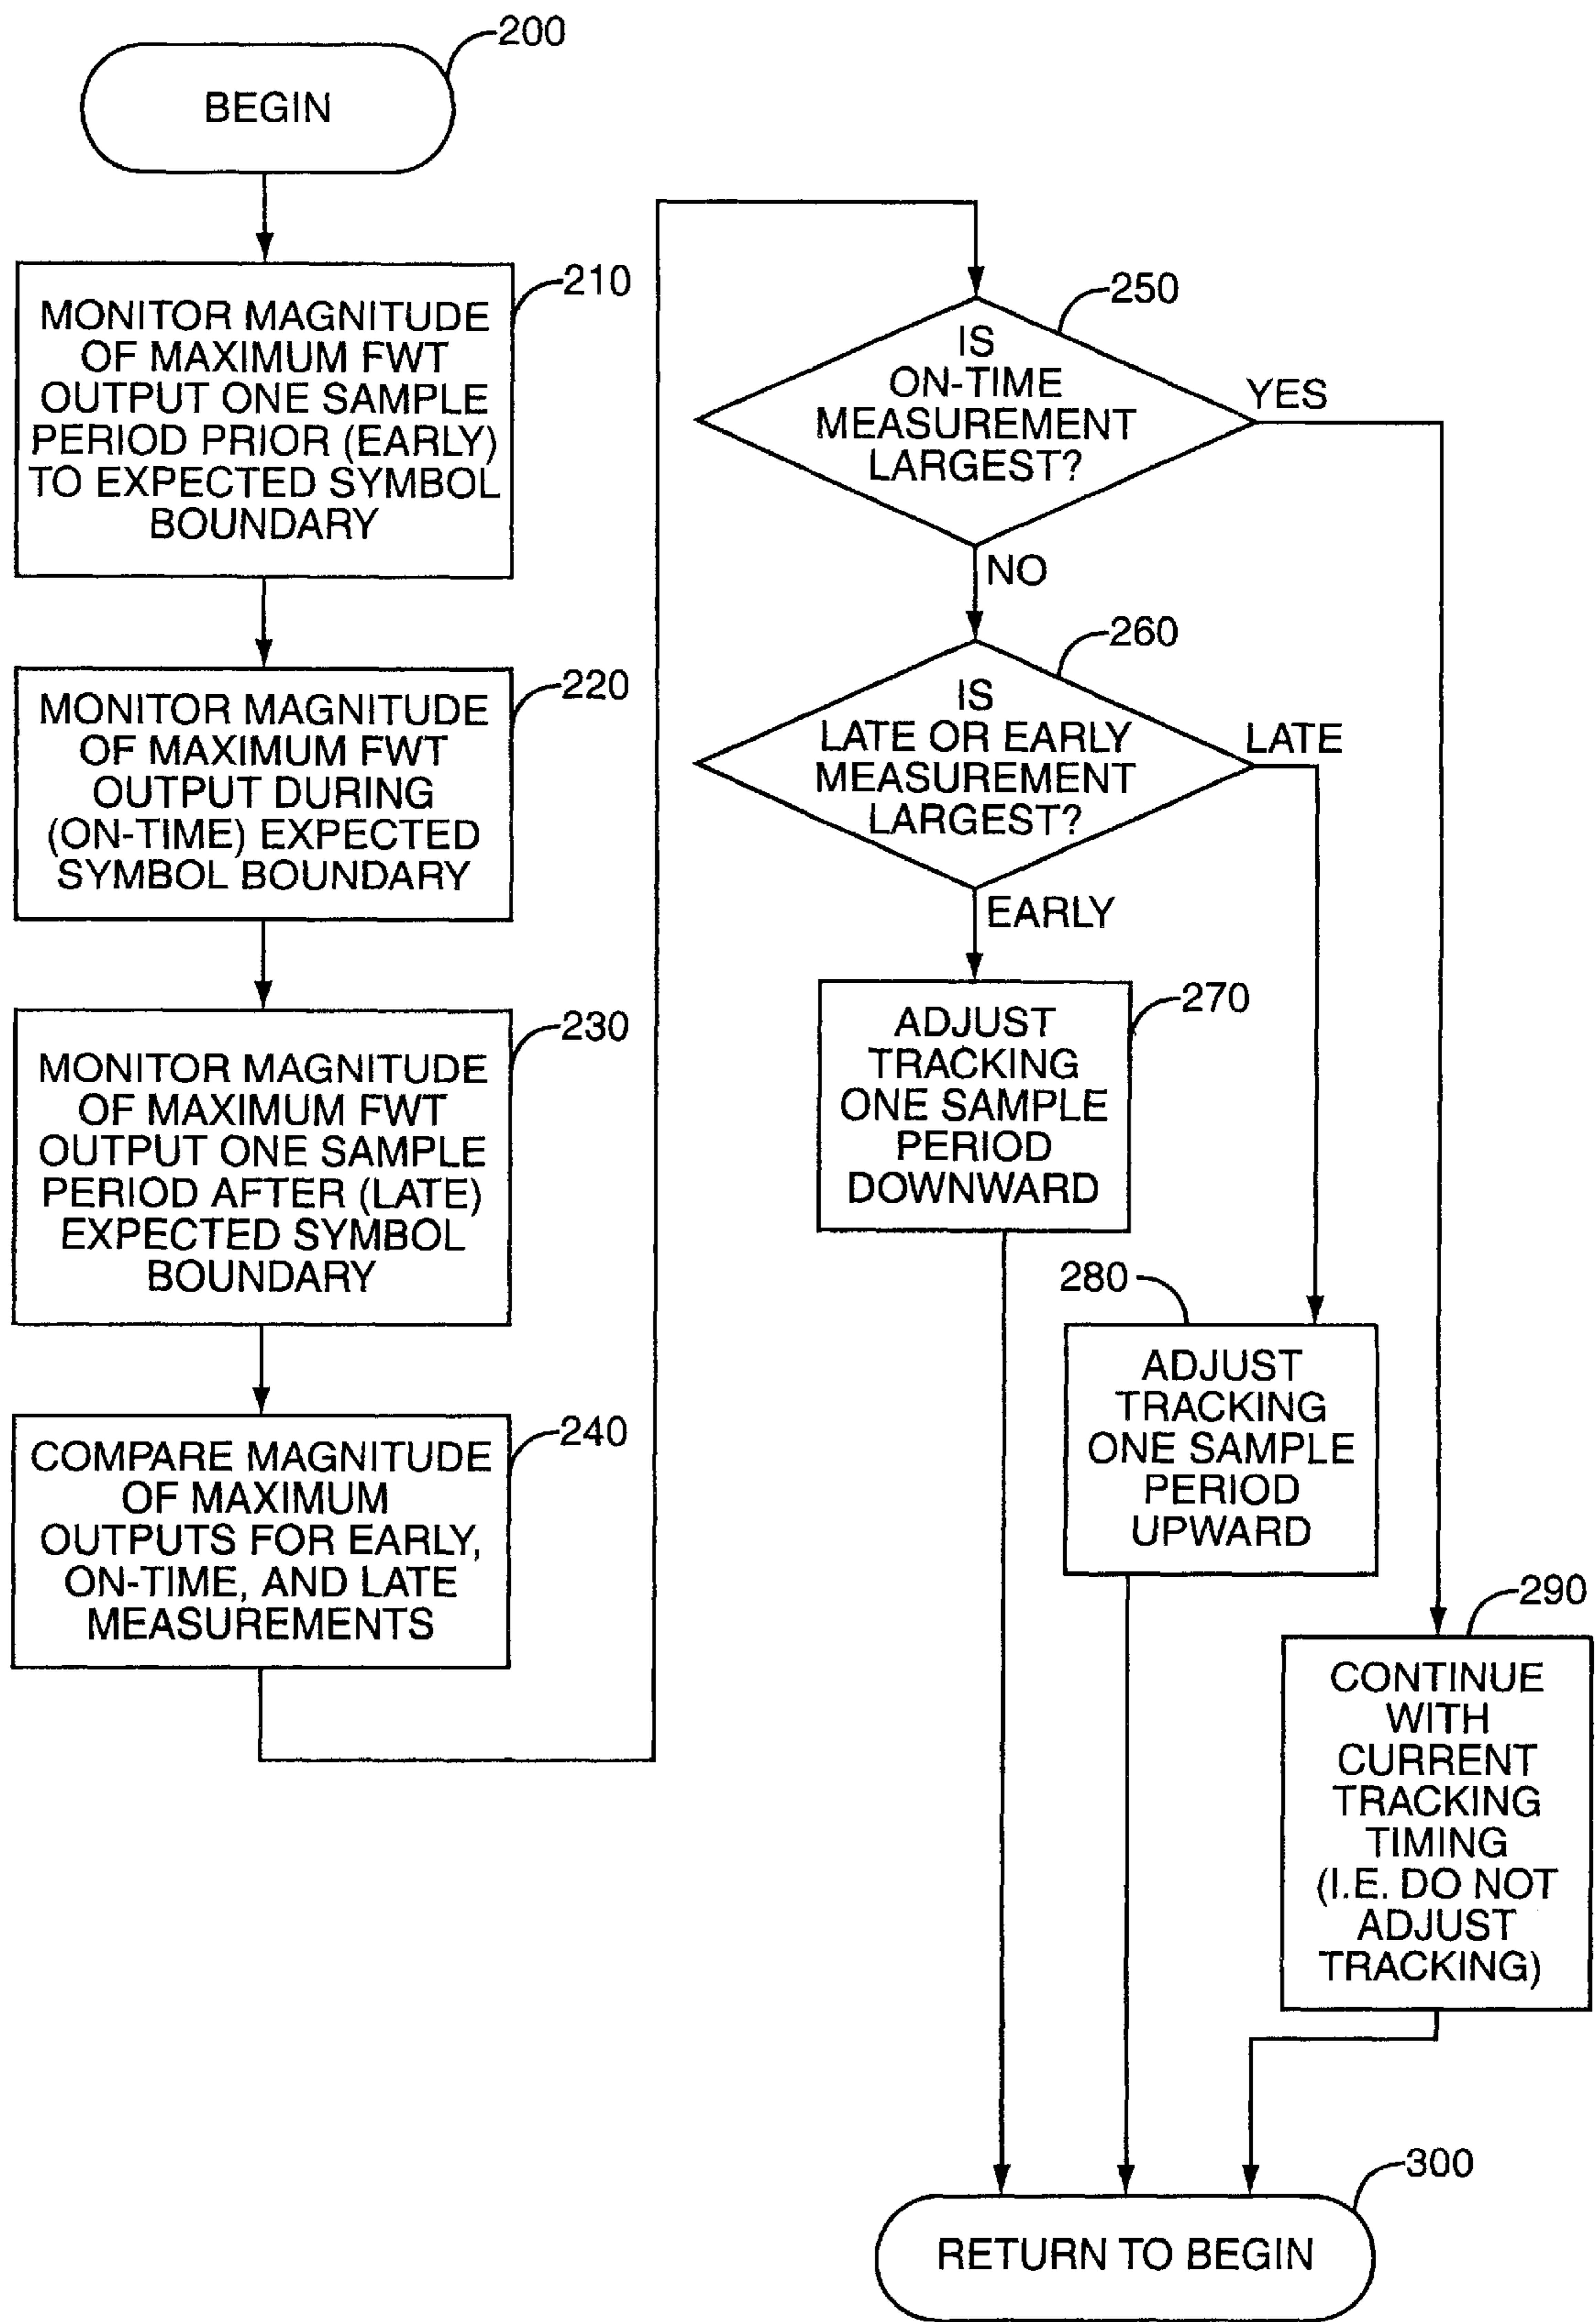 200
BEGIN
210
MONITOR MAGNITUDE
OF MAXIMUM FWT
OUTPUT ONE SAMPLE
PERIOD PRIOR (EARLY)
TO EXPECTED SYMBOL
BOUNDARY
220
MONITOR MAGNITUDE
OF MAXIMUM FWT
OUTPUT DURING
(ON-TIME) EXPECTED
SYMBOL BOUNDARY
230
MONITOR MAGNITUDE
OF MAXIMUM FWT
OUTPUT ONE SAMPLE
PERIOD AFTER (LATE)
EXPECTED SYMBOL
BOUNDARY
240
COMPARE MAGNITUDE
OF MAXIMUM
OUTPUTS FOR EARLY,
ON-TIME, AND LATE
MEASUREMENTS
250
IS
ON-TIME
MEASUREMENT
LARGEST?
YES
NO
260
IS
LATE OR EARLY
MEASUREMENT
LARGEST?
LATE
EARLY
270
ADJUST
TRACKING
ONE SAMPLE
PERIOD
DOWNWARD
280
ADJUST
TRACKING
ONE SAMPLE
PERIOD
UPWARD
290
CONTINUE
WITH
CURRENT
TRACKING
TIMING
(I.E. DO NOT
ADJUST
TRACKING)
300
RETURN TO BEGIN